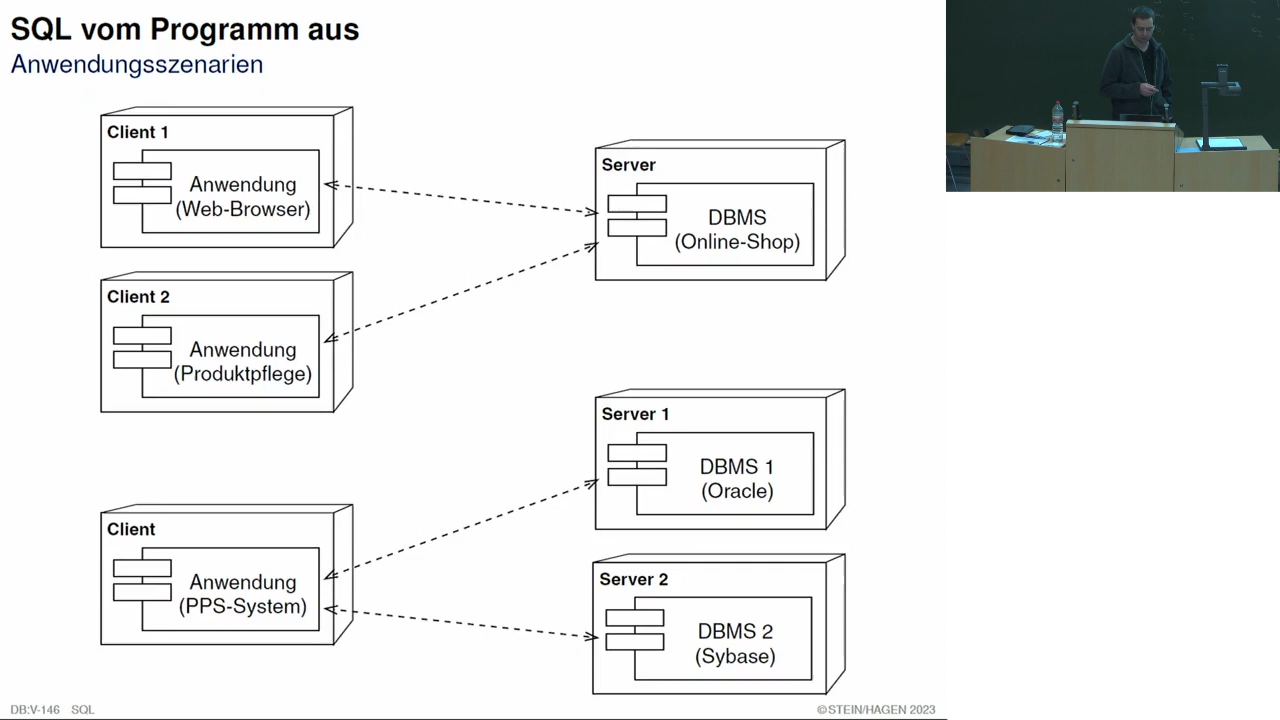 SQL vom Programm aus
Anwendungsszenarien
Client 1
Anwendung
(Web-Browser)
Client 2
Anwendung
(Produktpflege)
Server
DBMS
(Online-Shop)
Client
Anwendung
(PPS-System)
Server 1
DBMS 1
(Oracle)
Server 2
DBMS 2
(Sybase)
DB:V-146 SQL
©STEIN/HAGEN 2023